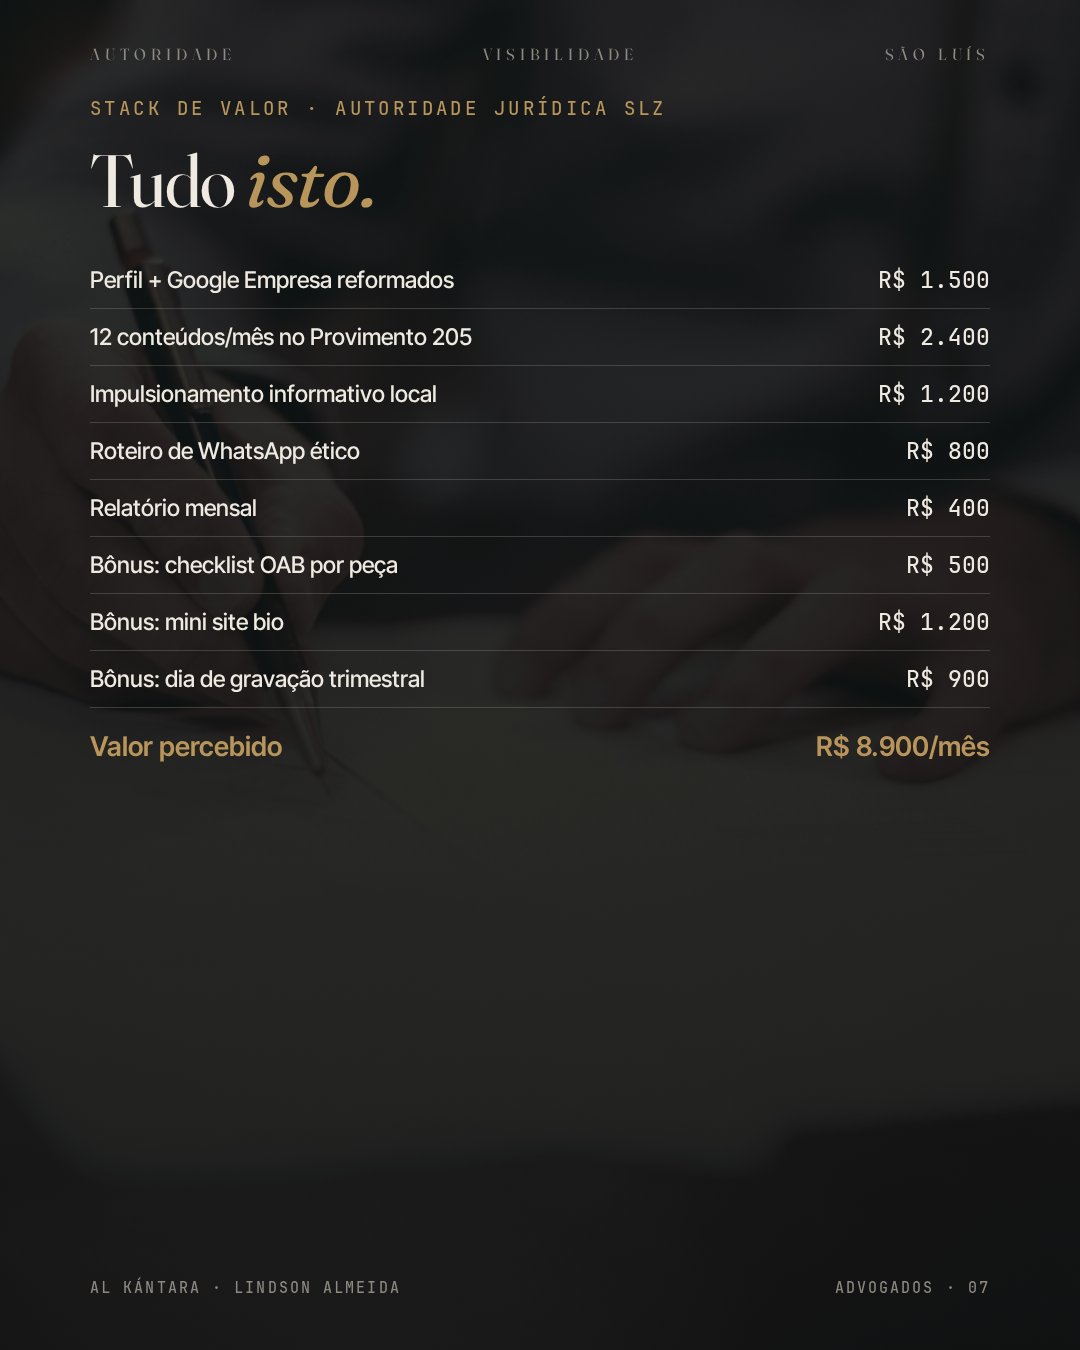 AUTORIDADE VISIBILIDADE SÃO LUÍS
STACK DE VALOR · AUTORIDADE JURÍDICA SLZ
Tudo isto.
Perfil + Google Empresa reformados R$ 1.500
12 conteúdos/mês no Provimento 205 R$ 2.400
Impulsionamento informativo local R$ 1.200
Roteiro de WhatsApp ético R$ 800
Relatório mensal R$ 400
Bônus: checklist OAB por peça R$ 500
Bônus: mini site bio R$ 1.200
Bônus: dia de gravação trimestral R$ 900
Valor percebido R$ 8.900/mês
AL KÁNTARA · LINDSON ALMEIDA ADVOGADOS · 07